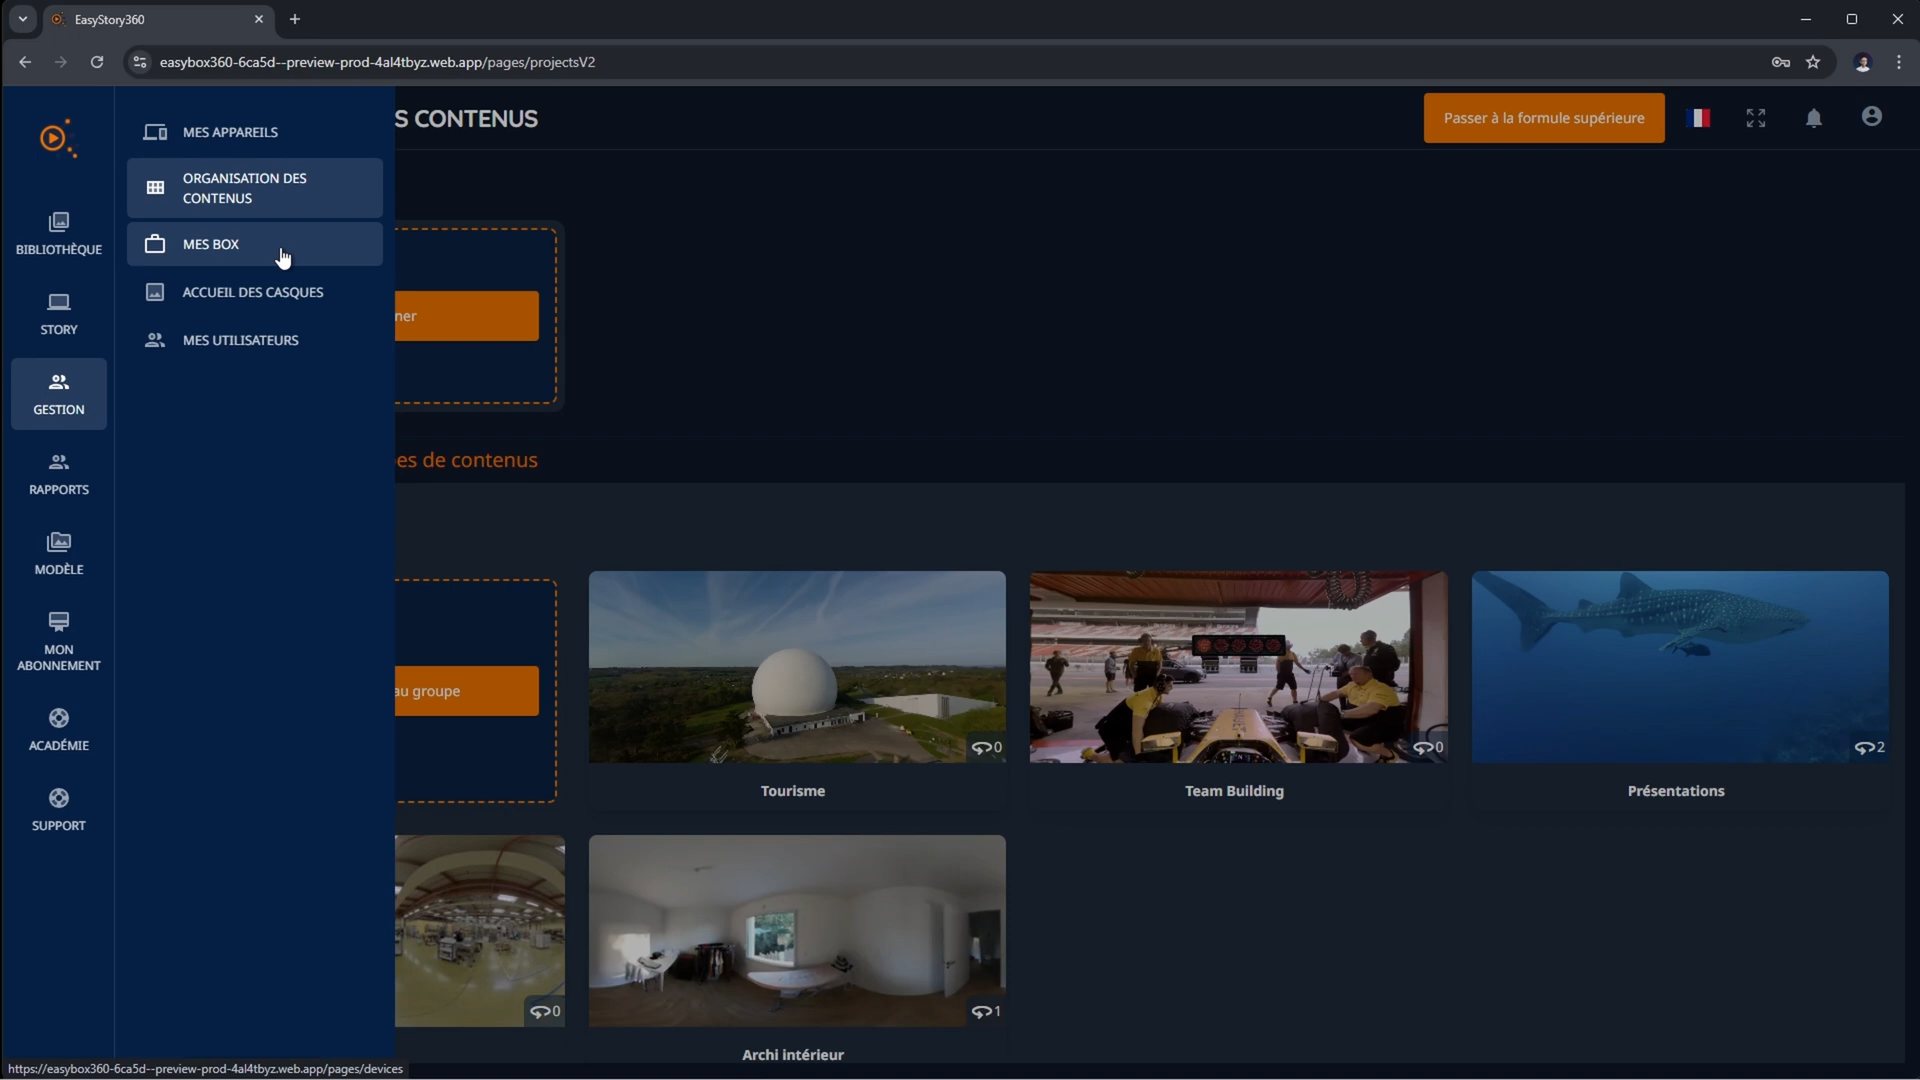 EasyStory360
easybox360-6ca5d--preview-prod-4al4tbyz.web.app/pages/projectsV2
MES APPAREILS
ORGANISATION DES
CONTENUS
MES BOX
ACCUEIL DES CASQUES
MES UTILISATEURS
BIBLIOTHÈQUE
STORY
GESTION
RAPPORTS
MODÈLE
MON
ABONNEMENT
ACADÉMIE
SUPPORT
S CONTENUS
Passer à la formule supérieure
ner
es de contenus
au groupe
0
Tourisme
0
Team Building
2
Présentations
0
1
Archi intérieur
https://easybox360-6ca5d--preview-prod-4al4tbyz.web.app/pages/devices